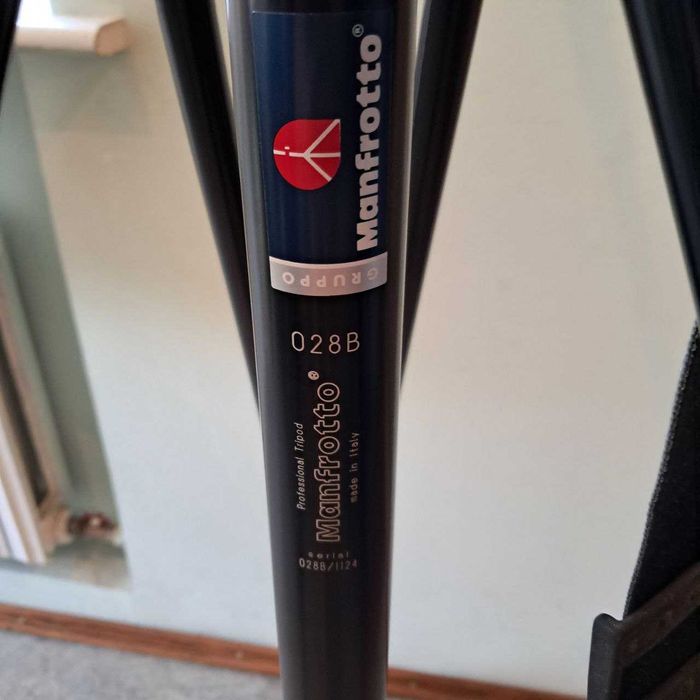 Manfrotto®
GRUPPO
028B
Professional Tripod
Manfrotto®
made in Italy
serial
028B/1124